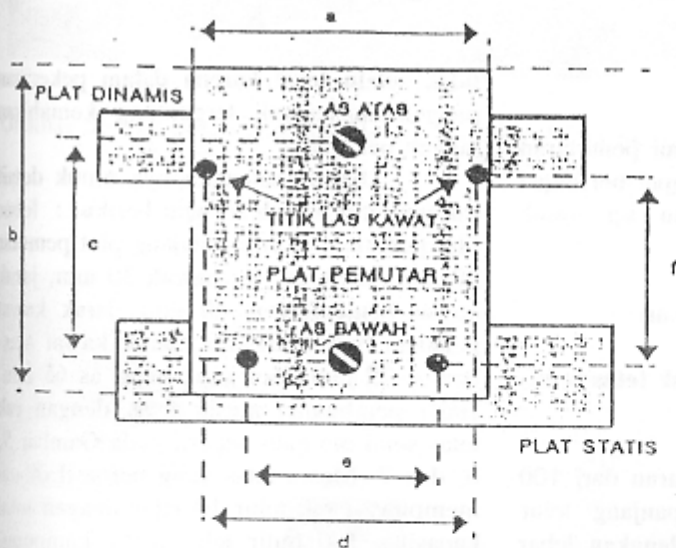 a
PLAT DINAMIS
AS ATAS
TITIK LAS KAWAT
b
c
f
PLAT PEMUTAR
AS BAWAH
PLAT STATIS
e
d